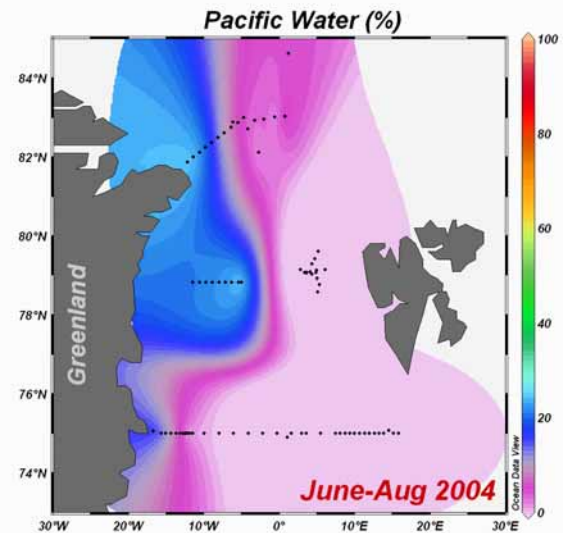 Pacific Water (%)
84°N
82°N
80°N
78°N
76°N
74°N
30°W
20°W
10°W
0°
10°E
20°E
30°E
Greenland
June-Aug 2004
Ocean Data View
100
80
60
40
20
0